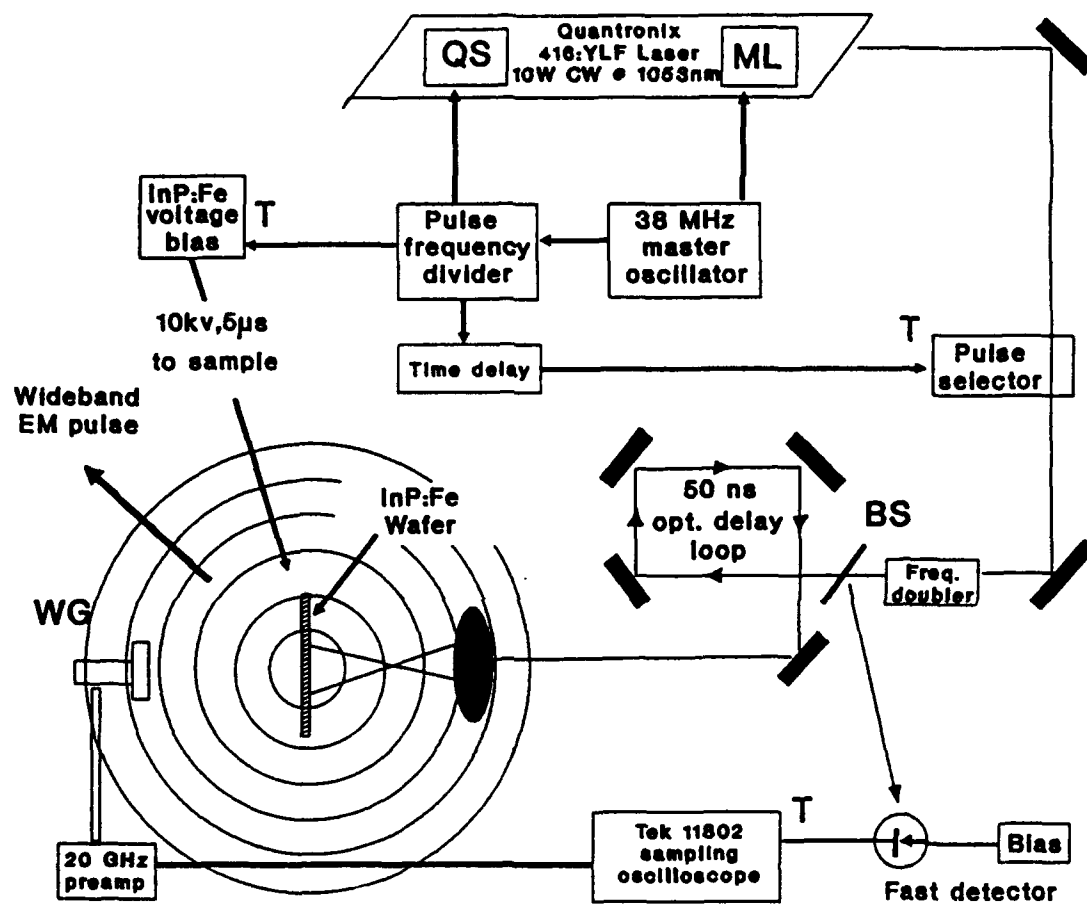 QS
Quantronix
416:YLF Laser
10W CW @ 1053nm
ML
InP:Fe
voltage
bias
T
Pulse
frequency
divider
38 MHz
master
oscillator
10kv,5µs
to sample
Time delay
T
Pulse
selector
Wideband
EM pulse
InP:Fe
Wafer
50 ns
opt. delay
loop
BS
Freq.
doubler
WG
T
Tek 11802
sampling
oscilloscope
Bias
20 GHz
preamp
Fast detector